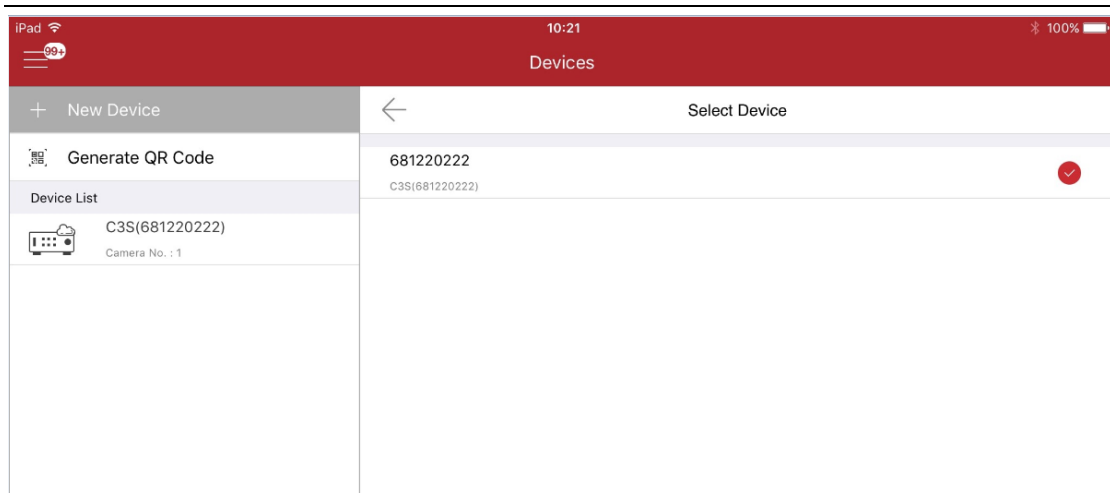 iPad 10:21 100%
99+
Devices
New Device
Select Device
Generate QR Code
681220222
C3S(681220222)
Device List
C3S(681220222)
Camera No. : 1